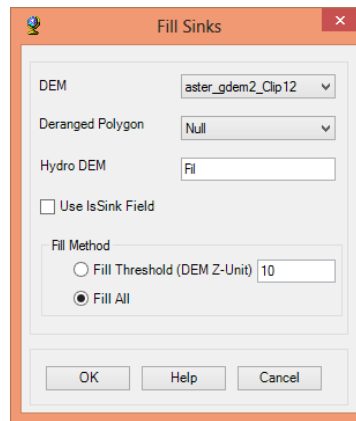 Fill Sinks
DEM aster_gdem2_Clip12
Deranged Polygon Null
Hydro DEM Fil
Use IsSink Field
Fill Method
Fill Threshold (DEM Z-Unit) 10
Fill All
OK Help Cancel